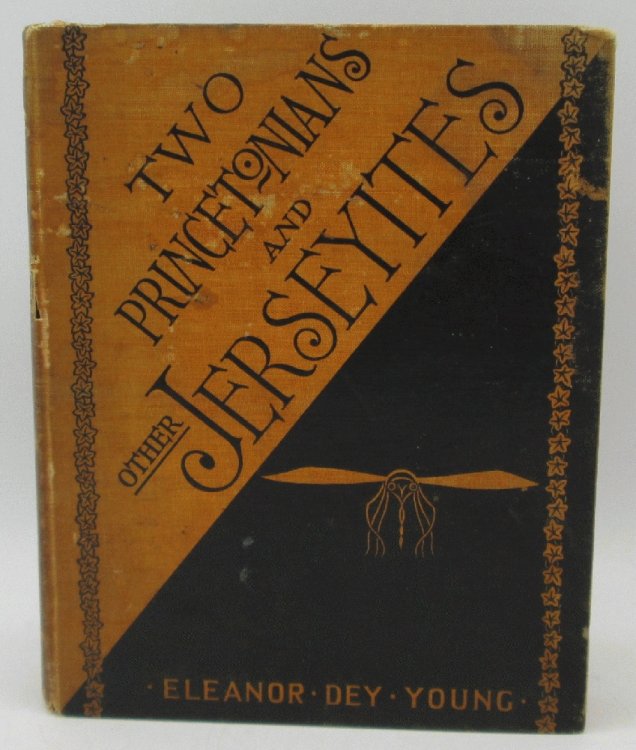 TWO
PRINCETONIANS
AND
OTHER JERSEYITES
· ELEANOR · DEY · YOUNG ·